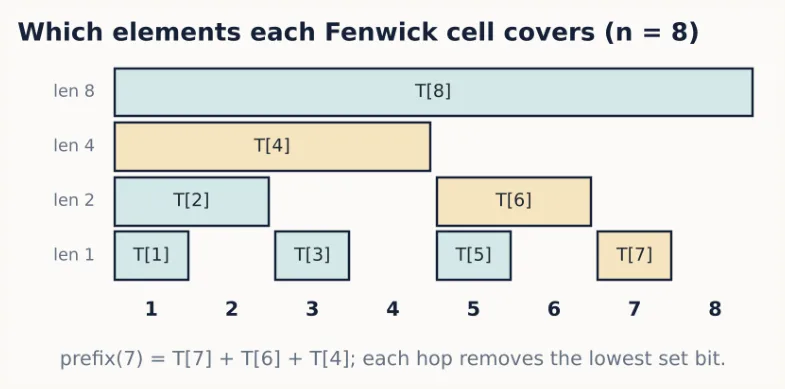 Which elements each Fenwick cell covers (n = 8)
len 8 T[8]
len 4 T[4]
len 2 T[2] T[6]
len 1 T[1] T[3] T[5] T[7]
1 2 3 4 5 6 7 8
prefix(7) = T[7] + T[6] + T[4]; each hop removes the lowest set bit.